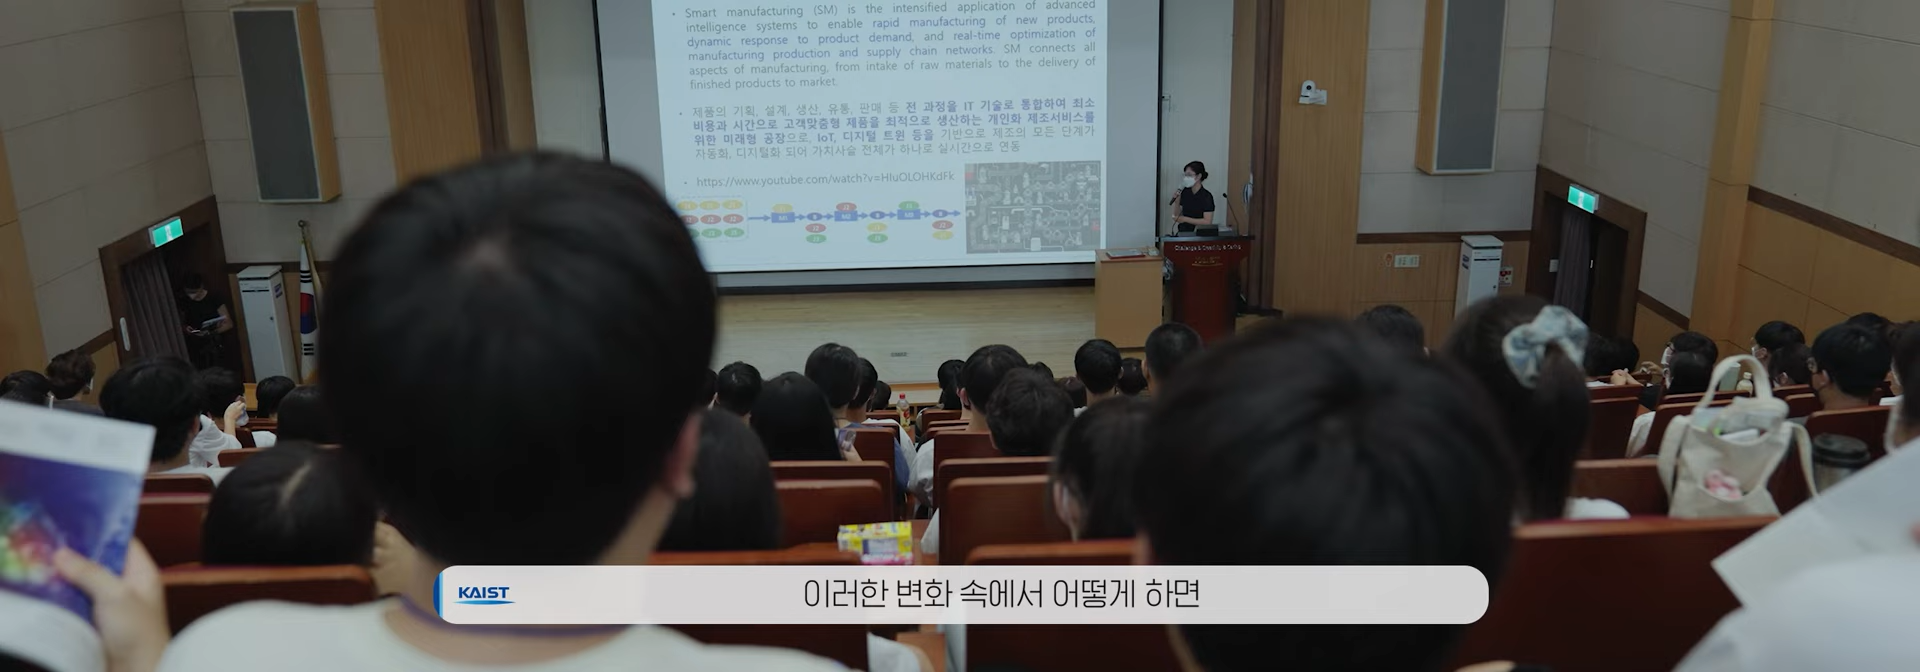 • Smart manufacturing (SM) is the intensified application of advanced
intelligence systems to enable rapid manufacturing of new products,
dynamic response to product demand, and real-time optimization of
manufacturing production and supply chain networks. SM connects all
aspects of manufacturing, from intake of raw materials to the delivery of
finished products to market.
• 제품의 기획, 설계, 생산, 유통, 판매 등 전 과정을 IT 기술로 통합하여 최소
비용과 시간으로 고객맞춤형 제품을 최적으로 생산하는 개인화 제조서비스를
위한 미래형 공장으로, IoT, 디지털 트윈 등을 기반으로 제조의 모든 단계가
자동화, 디지털화 되어 가치사슬 전체가 하나로 실시간으로 연동
• https://www.youtube.com/watch?v=HIuOLOHKdFk
KAIST
이러한 변화 속에서 어떻게 하면